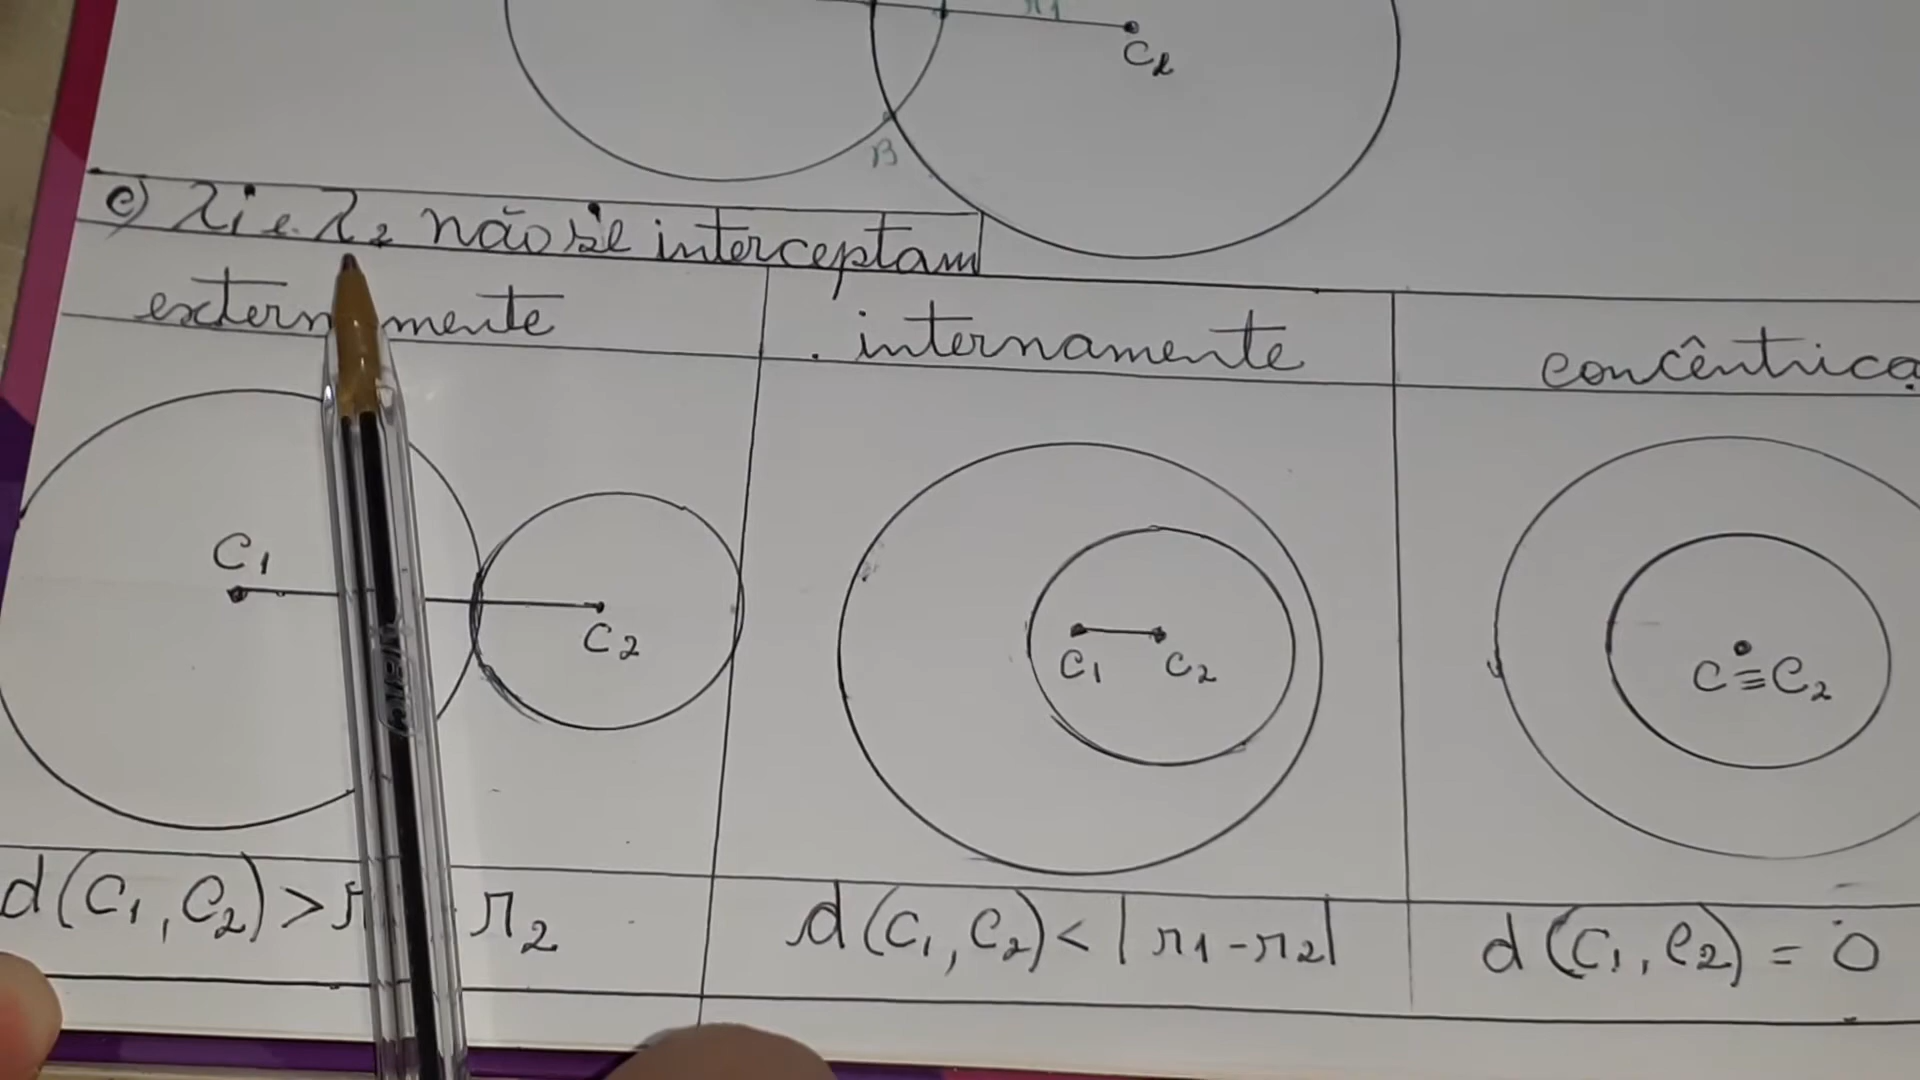 r1
C2
B
c) λ1 e λ2 não se interceptam
externamente
internamente
concêntrica
C1
C2
C1
C2
C≡C2
d(C1, C2) > r r2
d(C1, C2) < |r1-r2|
d(C1, C2) = 0